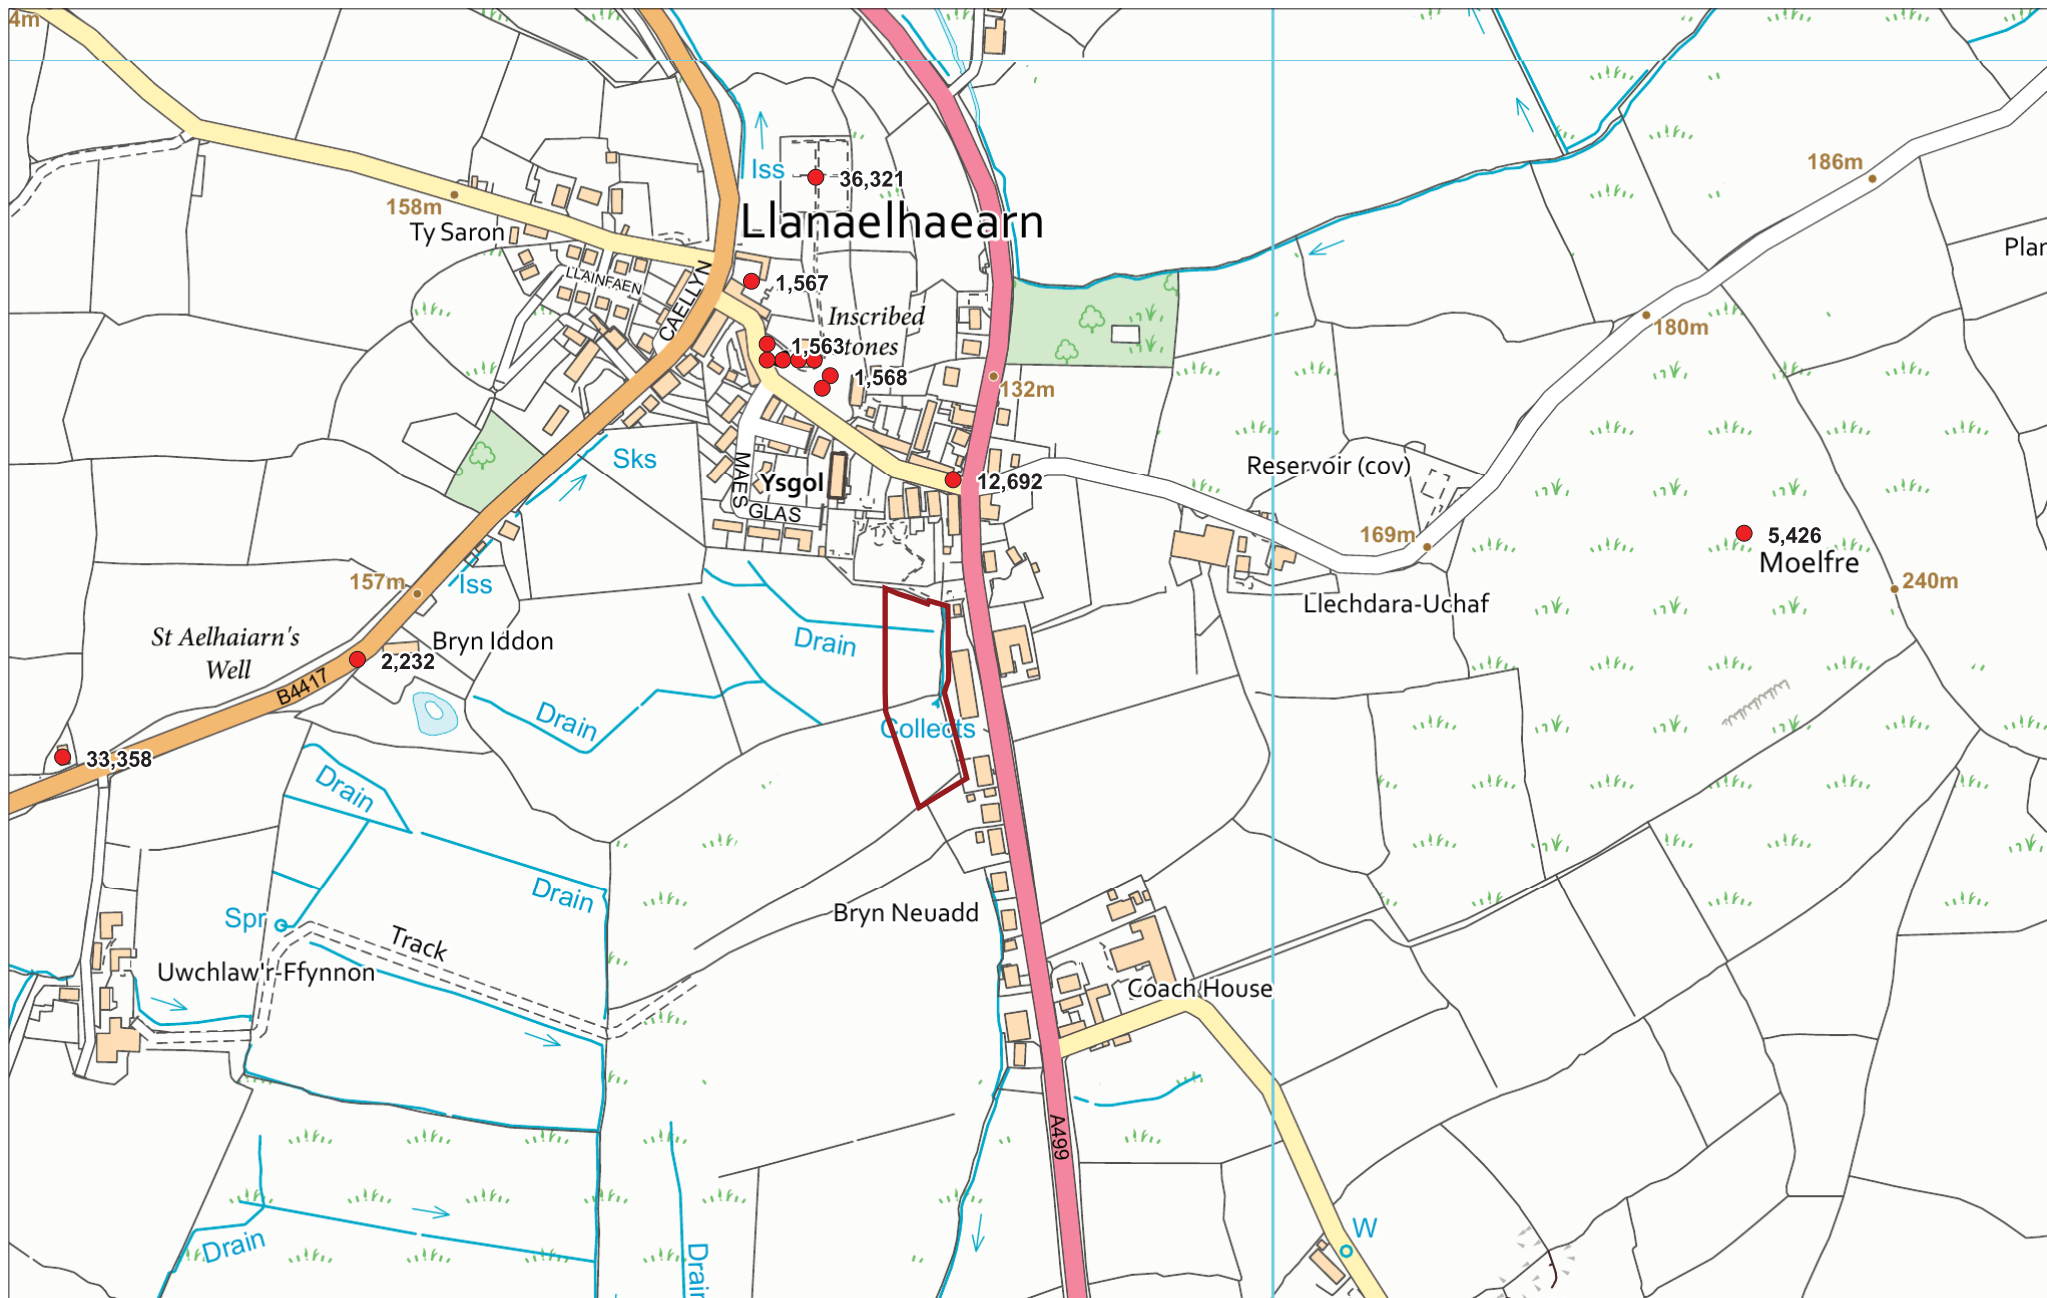 4m
36,321
Iss
186m
158m
Ty Saron
Llanaelhaearn
Plan
LLAINFAEN
CAELLYN
1,567
Inscribed
Stones
1,563
180m
1,568
132m
Sks
MAES
GLAS
Ysgol
12,692
Reservoir (cov)
169m
5,426
Moelfre
240m
157m
Iss
Llechdara-Uchaf
St Aelhaiarn's
Well
Bryn Iddon
2,232
B4417
Drain
Drain
Collects
33,358
Drain
Drain
Spr
Track
Bryn Neuadd
Uwchlaw'r-Ffynnon
Coach House
A499
W
Drain
Drain